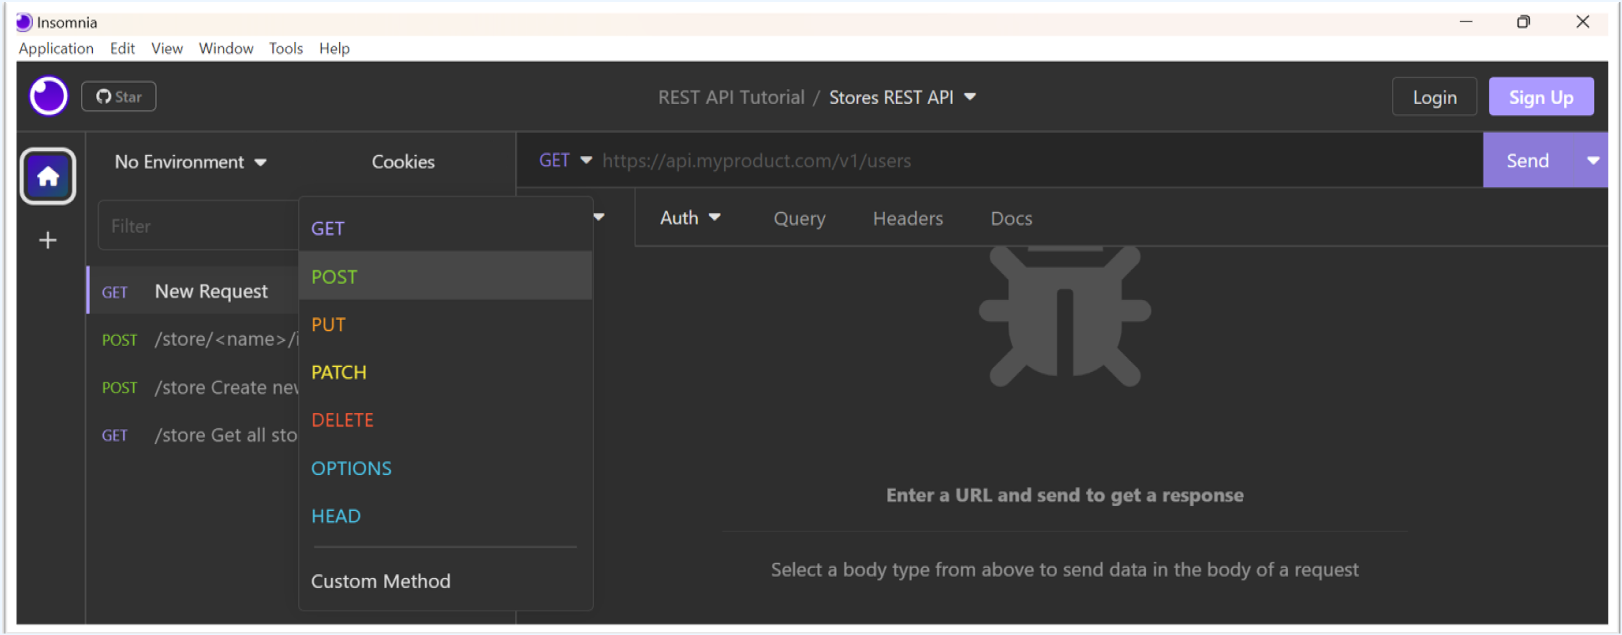 Insomnia
Application Edit View Window Tools Help
Star
REST API Tutorial / Stores REST API
Login
Sign Up
No Environment
Cookies
GET https://api.myproduct.com/v1/users
Send
Filter
GET New Request
POST /store/<name>/i
POST /store Create new
GET /store Get all sto
GET
POST
PUT
PATCH
DELETE
OPTIONS
HEAD
Custom Method
Auth Query Headers Docs
Enter a URL and send to get a response
Select a body type from above to send data in the body of a request